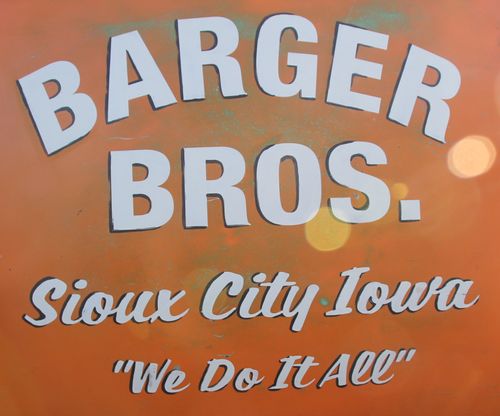 BARGER
BROS.
Sioux City Iowa
"We Do It All"